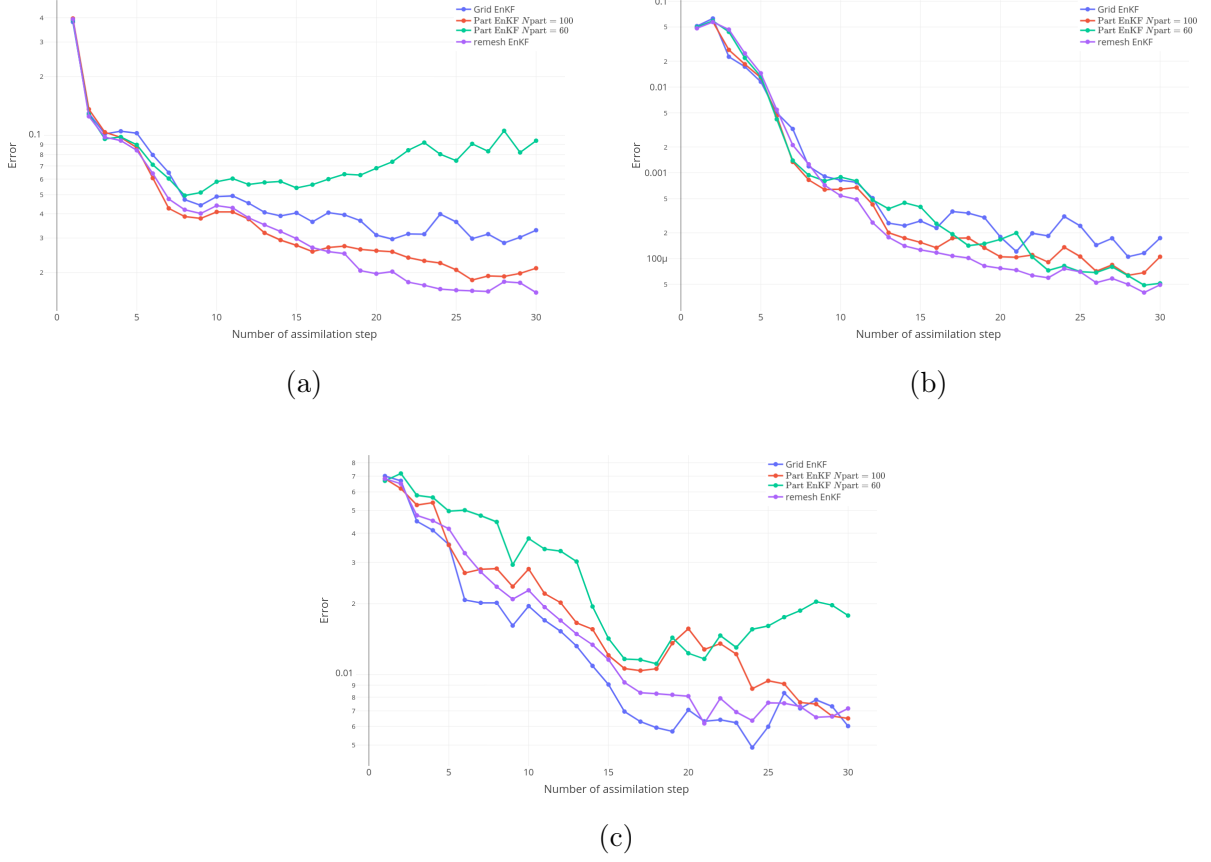 Error
4
3
2
0.1
9
8
7
6
5
4
3
2
0 5 10 15 20 25 30
Number of assimilation step
Grid EnKF
Part EnKF Npart = 100
Part EnKF Npart = 60
remesh EnKF
(a)
Error
0.1
5
2
0.01
5
2
0.001
5
2
100μ
5
0 5 10 15 20 25 30
Number of assimilation step
Grid EnKF
Part EnKF Npart = 100
Part EnKF Npart = 60
remesh EnKF
(b)
Error
8
7
6
5
4
3
2
0.01
9
8
7
6
5
0 5 10 15 20 25 30
Number of assimilation step
Grid EnKF
Part EnKF Npart = 100
Part EnKF Npart = 60
remesh EnKF
(c)